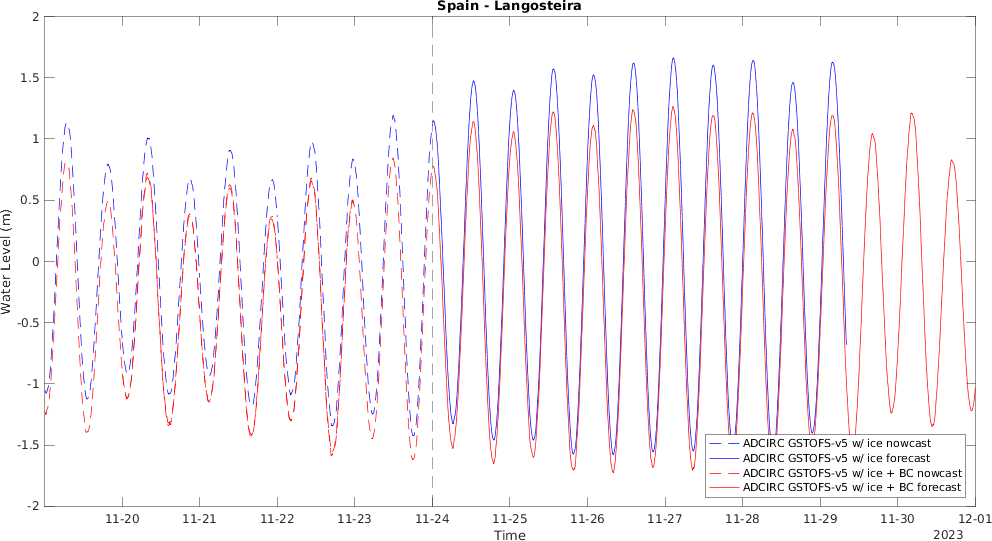 Spain - Langosteira
2
1.5
1
0.5
0
-0.5
-1
-1.5
-2
Water Level (m)
ADCIRC GSTOFS-v5 w/ ice nowcast
ADCIRC GSTOFS-v5 w/ ice forecast
ADCIRC GSTOFS-v5 w/ ice + BC nowcast
ADCIRC GSTOFS-v5 w/ ice + BC forecast
11-20 11-21 11-22 11-23 11-24 11-25 11-26 11-27 11-28 11-29 11-30 12-01
Time
2023